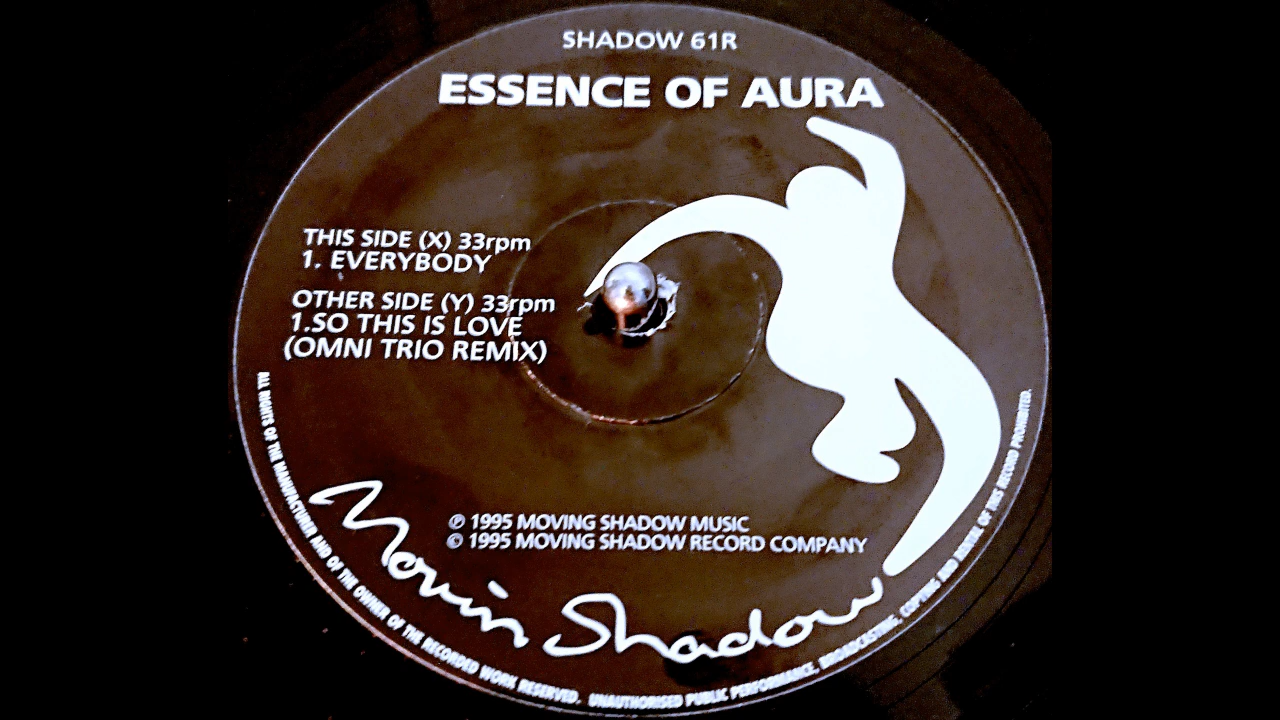 SHADOW 61R
ESSENCE OF AURA
THIS SIDE (X) 33rpm
1. EVERYBODY
OTHER SIDE (Y) 33rpm
1.SO THIS IS LOVE
(OMNI TRIO REMIX)
℗ 1995 MOVING SHADOW MUSIC
© 1995 MOVING SHADOW RECORD COMPANY
Movin Shadow
ALL RIGHTS OF THE MANUFACTURER AND OF THE OWNER OF THE RECORDED WORK RESERVED. UNAUTHORISED PUBLIC PERFORMANCE, BROADCASTING, COPYING AND RENTAL OF THIS RECORD PROHIBITED.